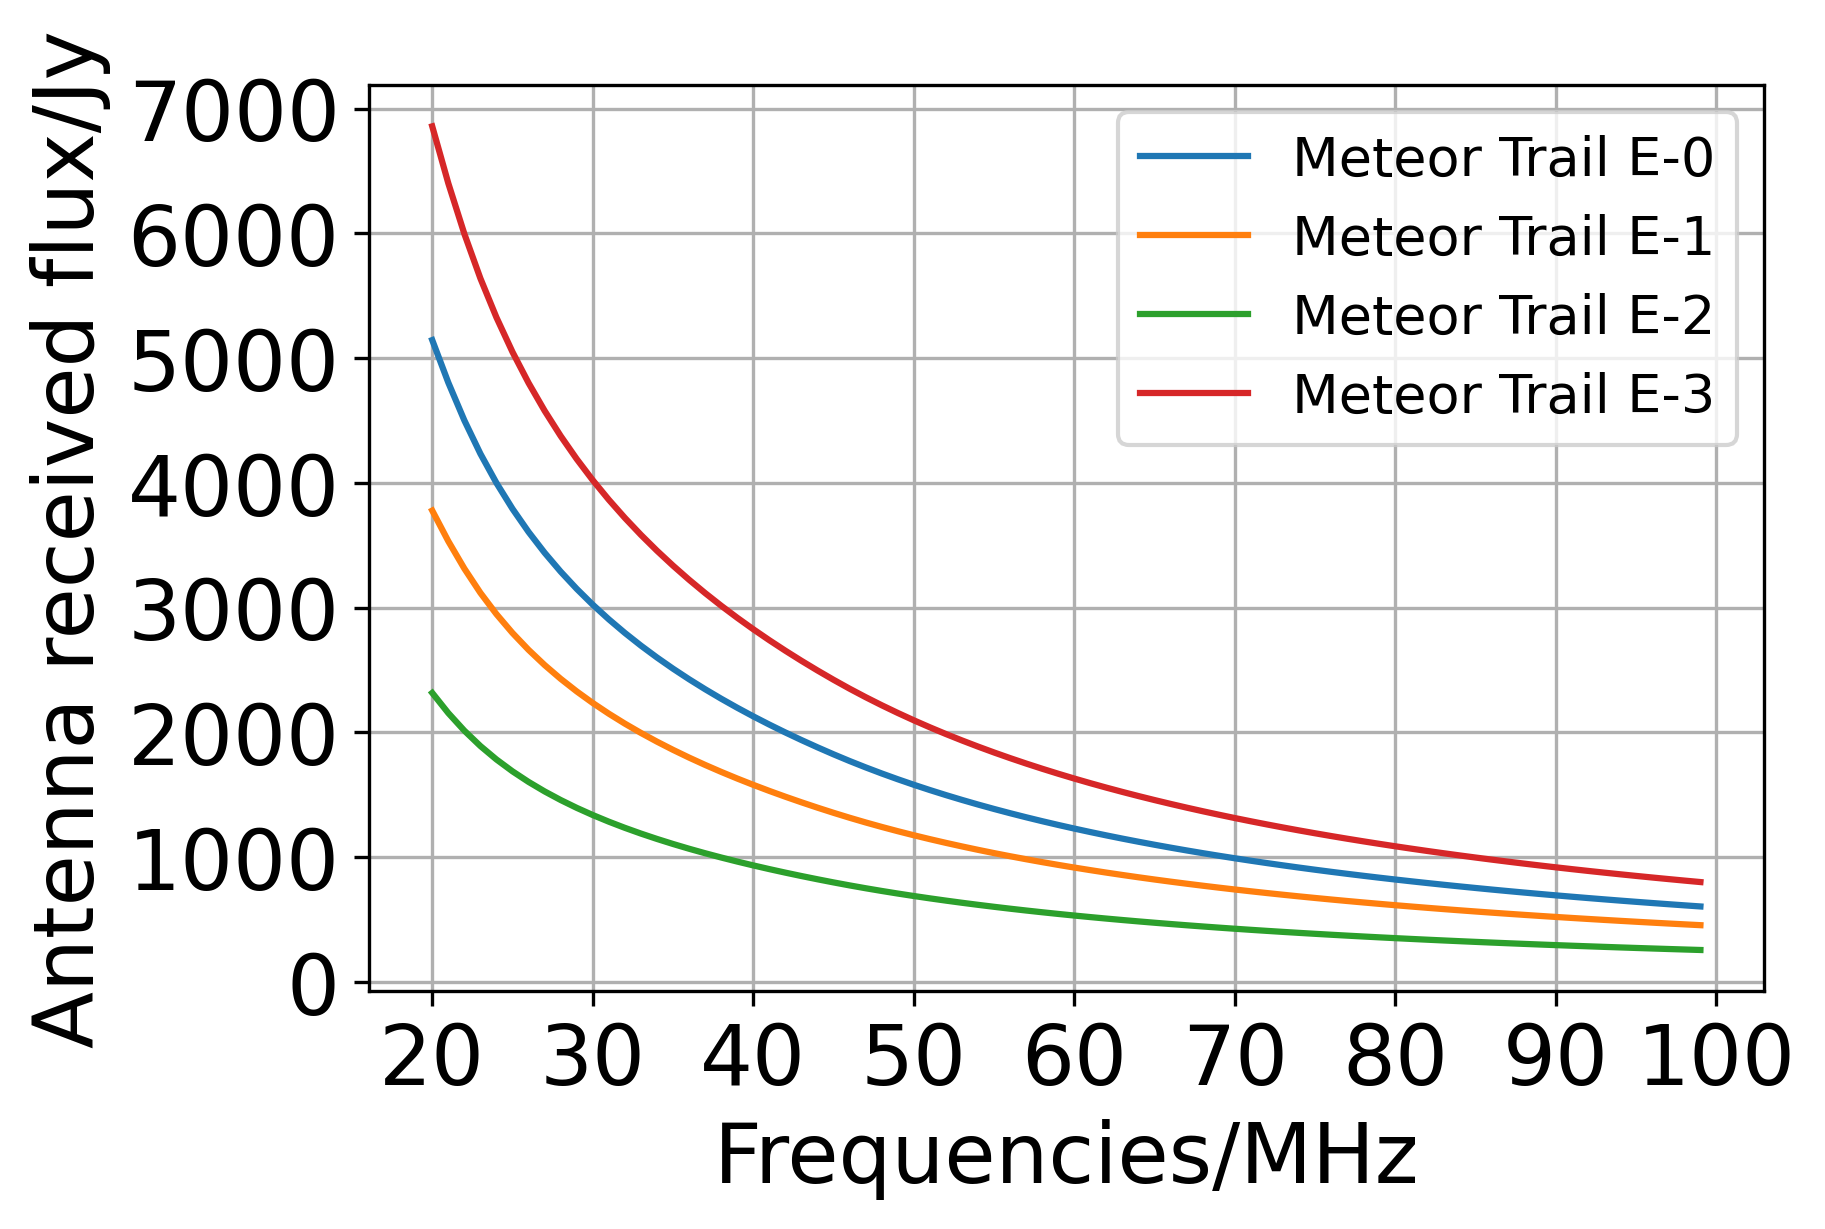 Antenna received flux/Jy
7000
6000
5000
4000
3000
2000
1000
0
Meteor Trail E-0
Meteor Trail E-1
Meteor Trail E-2
Meteor Trail E-3
20 30 40 50 60 70 80 90 100
Frequencies/MHz